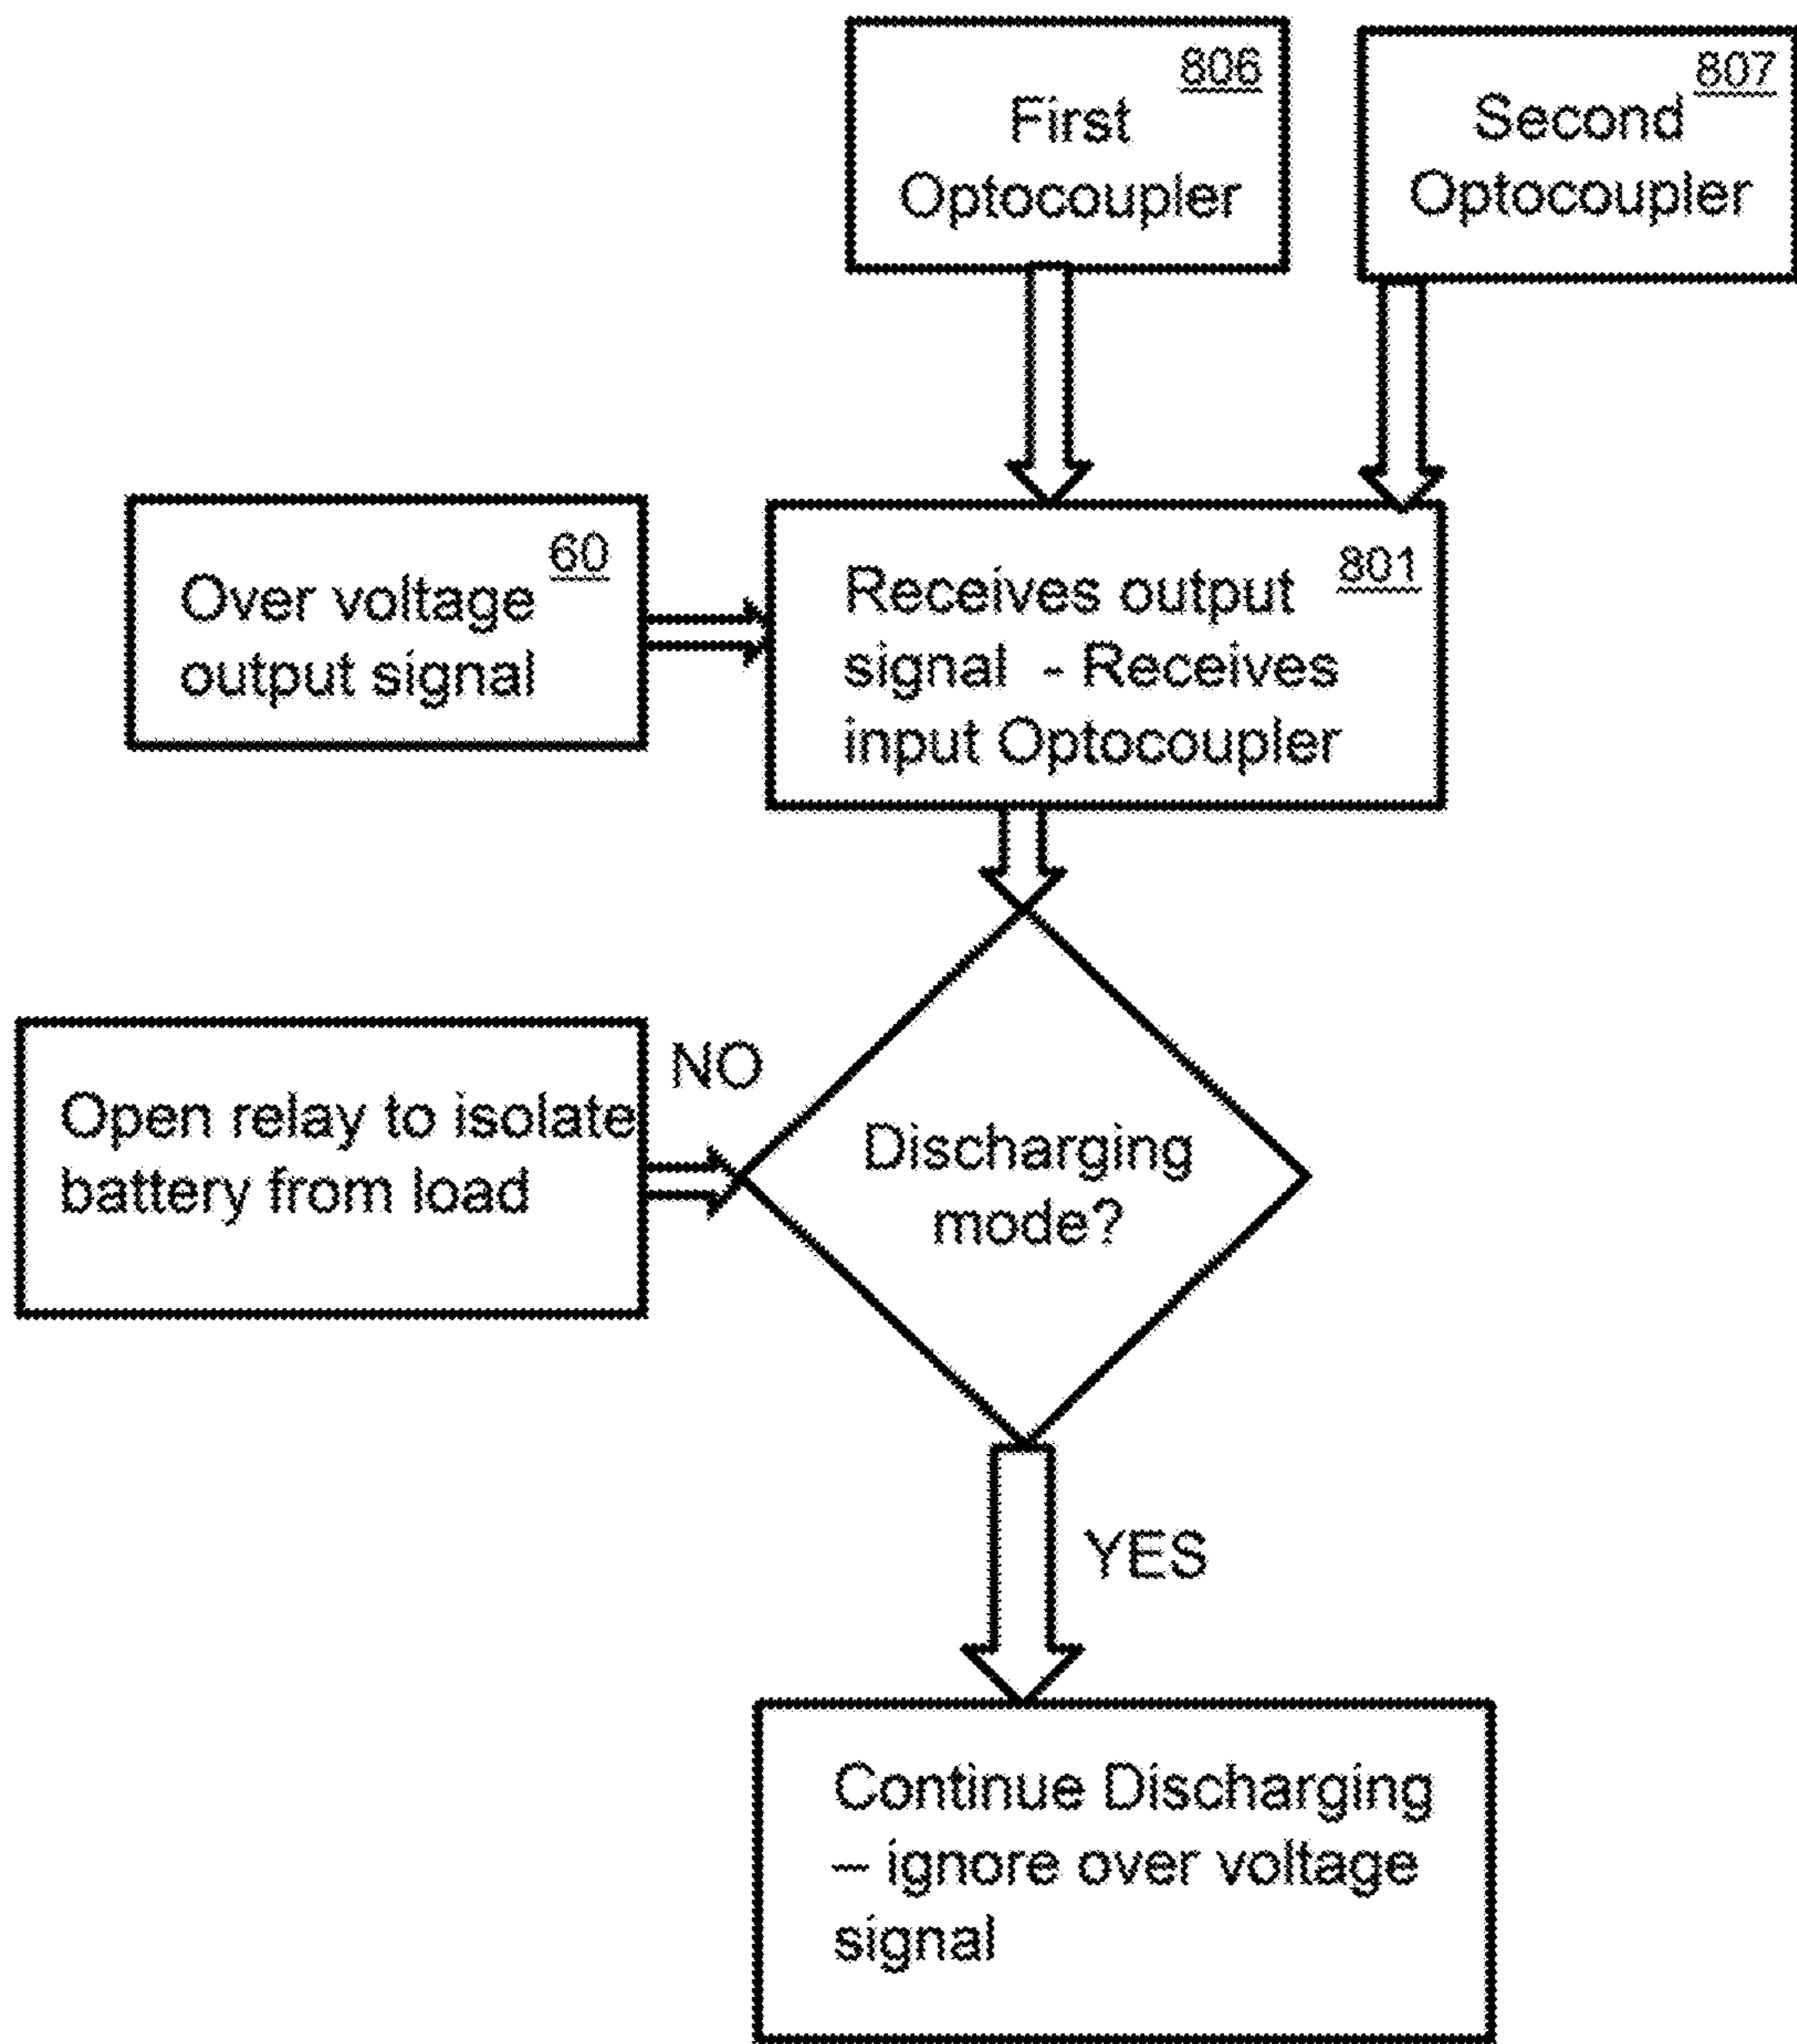 806
First
Optocoupler
807
Second
Optocoupler
60
Over voltage
output signal
801
Receives output
signal - Receives
input Optocoupler
Open relay to isolate
battery from load
NO
Discharging
mode?
YES
Continue Discharging
– ignore over voltage
signal